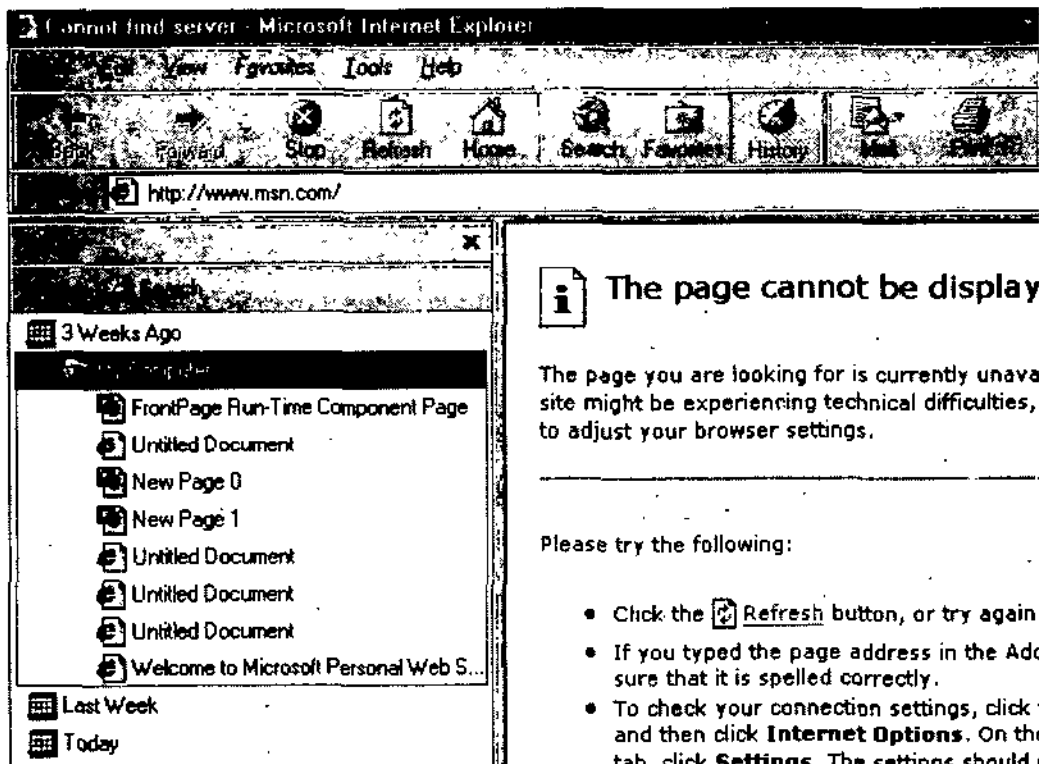 Cannot find server - Microsoft Internet Explorer
Edit View Favorites Tools Help
Back Forward Stop Refresh Home Search Favorites History Mail Print
http://www.msn.com/
Search
3 Weeks Ago
My Computer
FrontPage Run-Time Component Page
Untitled Document
New Page 0
New Page 1
Untitled Document
Untitled Document
Untitled Document
Welcome to Microsoft Personal Web S...
Last Week
Today
The page cannot be display
The page you are looking for is currently unava
site might be experiencing technical difficulties,
to adjust your browser settings.
Please try the following:
Click the Refresh button, or try again
If you typed the page address in the Add
sure that it is spelled correctly.
To check your connection settings, click
and then click Internet Options. On the
tab, click Settings. The settings should